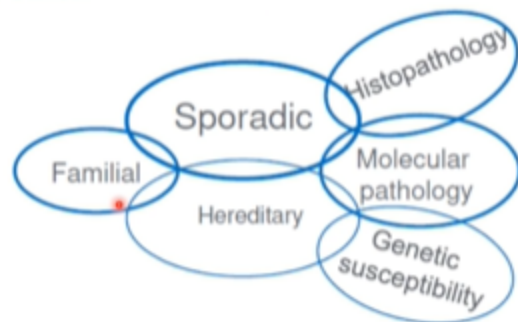 Histopathology
Sporadic
Familial
Molecular
pathology
Hereditary
Genetic
susceptibility